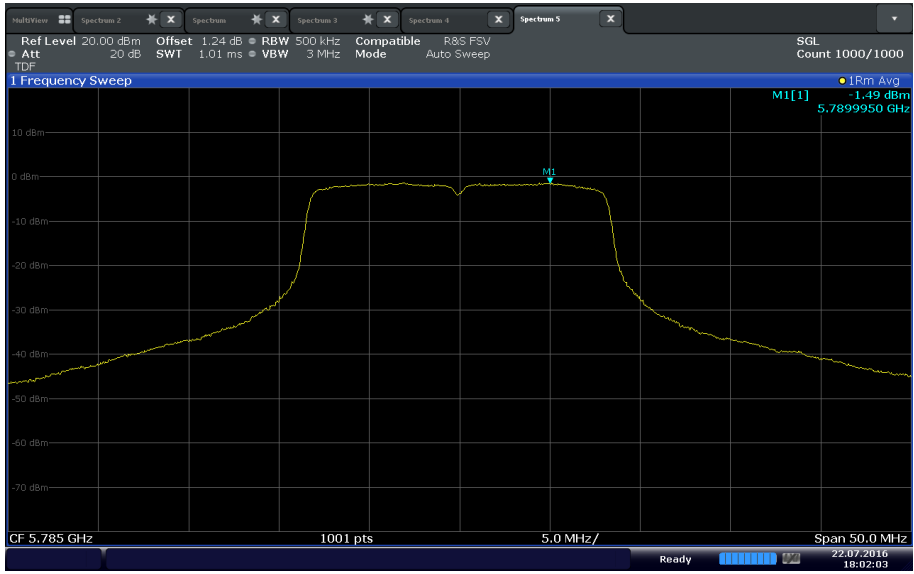 MultiView Spectrum 2 X Spectrum X Spectrum 3 X Spectrum 4 X Spectrum 5 X
Ref Level 20.00 dBm Offset 1.24 dB RBW 500 kHz Compatible R&S FSV SGL
Att 20 dB SWT 1.01 ms VBW 3 MHz Mode Auto Sweep Count 1000/1000
TDF
1 Frequency Sweep 1Rm Avg
M1[1] -1.49 dBm
5.7899950 GHz
10 dBm
M1
0 dBm
-10 dBm
-20 dBm
-30 dBm
-40 dBm
-50 dBm
-60 dBm
-70 dBm
CF 5.785 GHz 1001 pts 5.0 MHz/ Span 50.0 MHz
Ready 22.07.2016
18:02:03